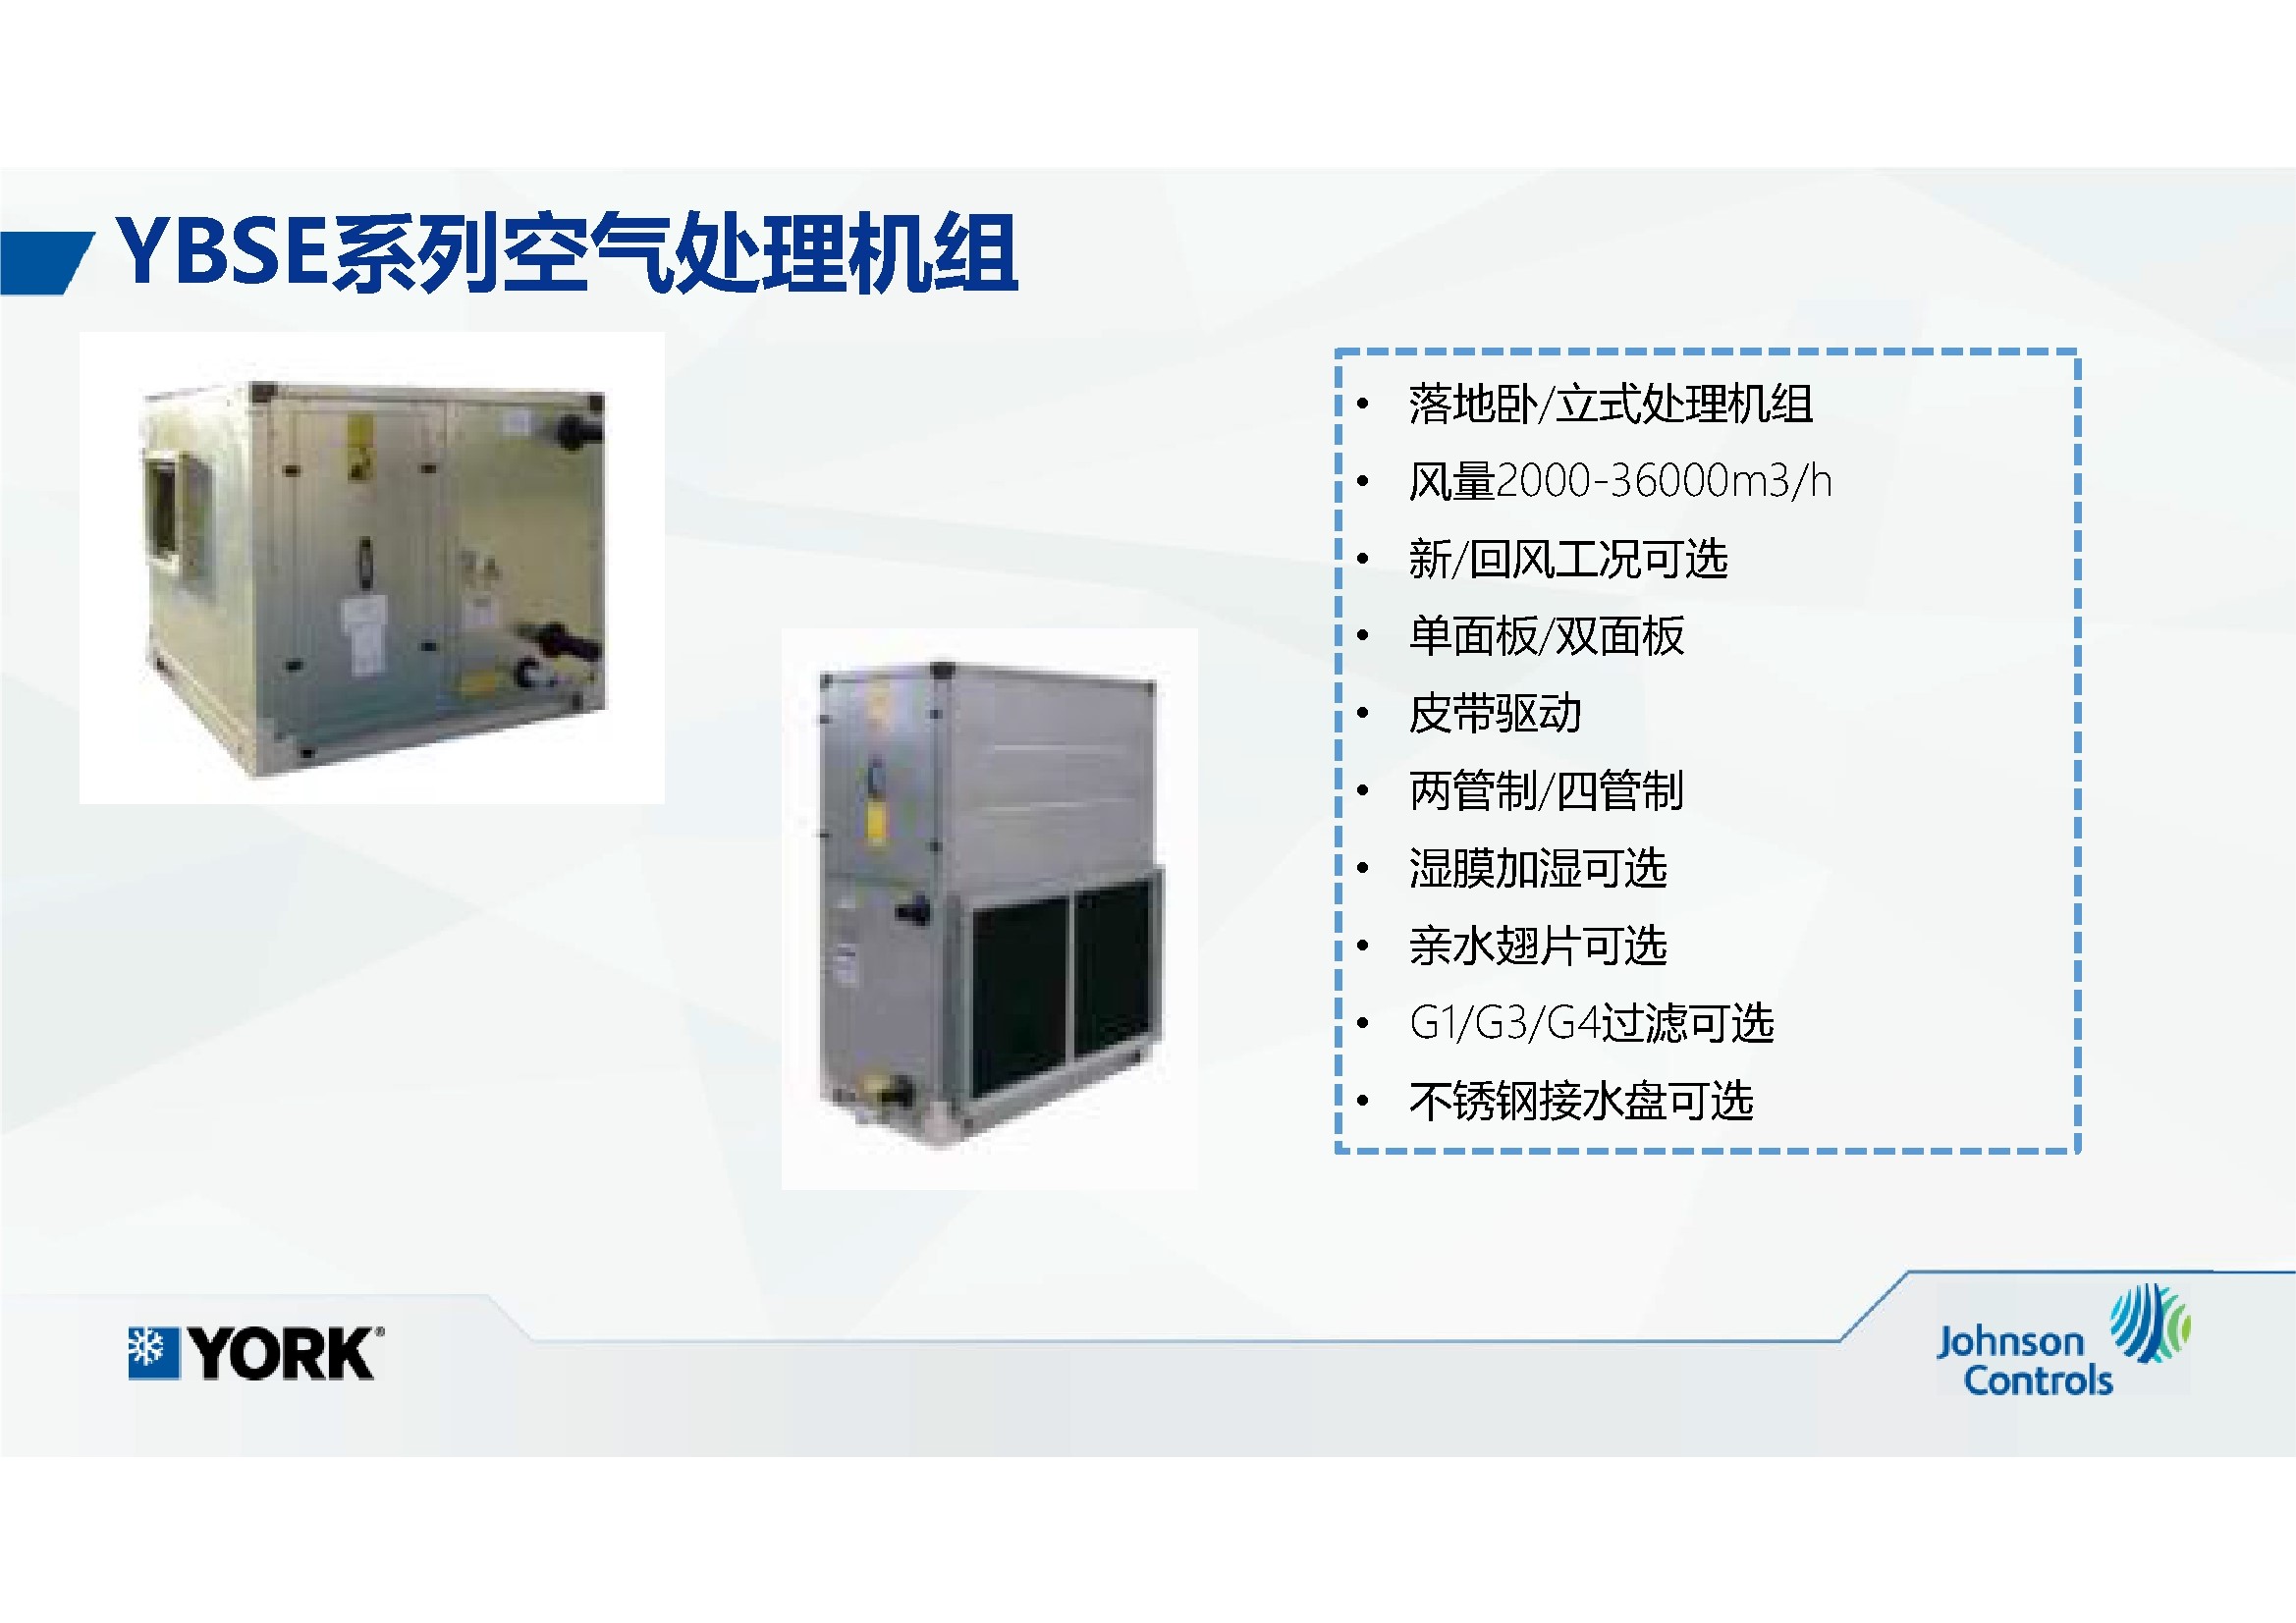 YBSE系列空气处理机组
• 落地卧/立式处理机组
• 风量2000-36000m3/h
• 新/回风工况可选
• 单面板/双面板
• 皮带驱动
• 两管制/四管制
• 湿膜加湿可选
• 亲水翅片可选
• G1/G3/G4过滤可选
• 不锈钢接水盘可选
YORK®
Johnson
Controls